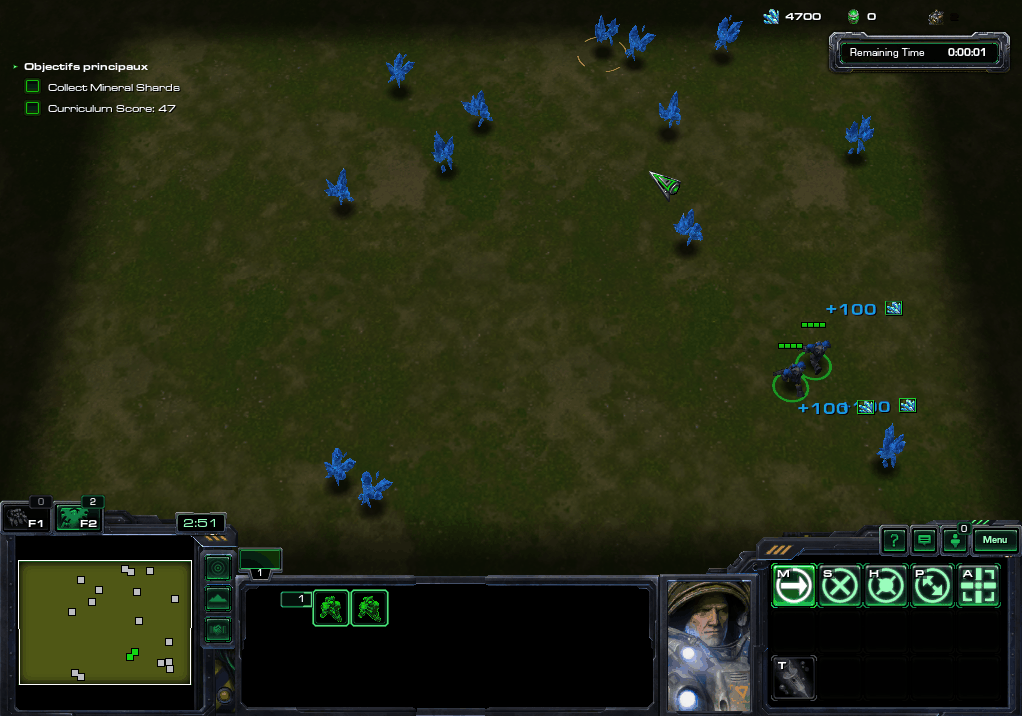 4700 0
Remaining Time 0:00:01
Objectifs principaux
Collect Mineral Shards
Curriculum Score: 47
+100
+100
0 2
F1 F2
2:51
0
? Menu
1
1
M S H P A
T